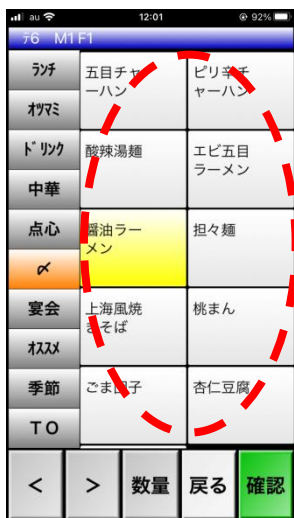 au 12:01 92%
ﾃ6 M1F1
ﾗﾝﾁ
ｵﾂﾏﾐ
ﾄﾞﾘﾝｸ
中華
点心
〆
宴会
ｵｽｽﾒ
季節
TO
五目チャ
ーハン
ピリ辛チ
ャーハン
酸辣湯麺
エビ五目
ラーメン
醤油ラー
メン
担々麺
上海風焼
きそば
桃まん
ごま団子
杏仁豆腐
<
>
数量
戻る
確認